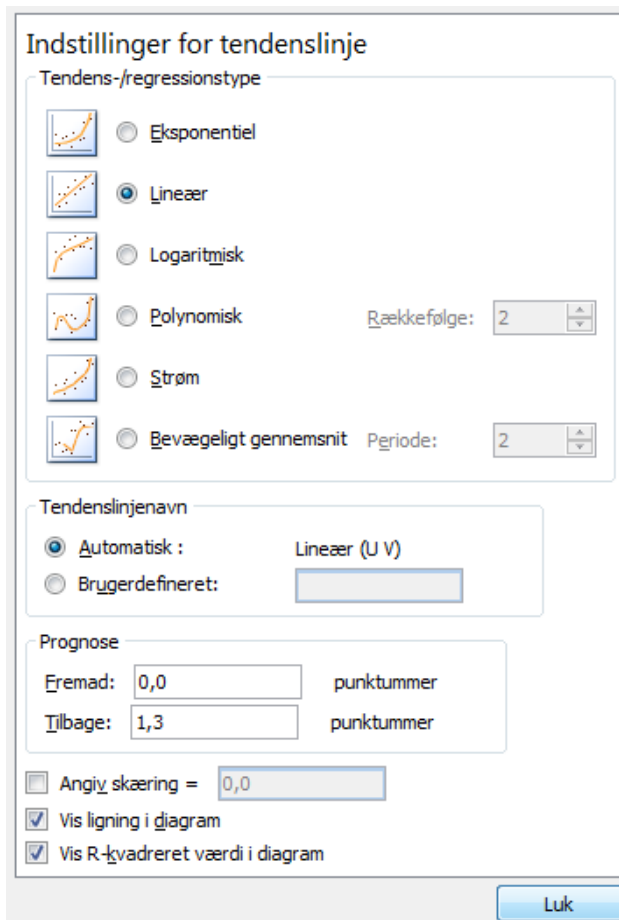 Indstillinger for tendenslinje
Tendens-/regressionstype
Eksponentiel
Lineær
Logaritmisk
Polynomisk Rækkefølge: 2
Strøm
Bevægeligt gennemsnit Periode: 2
Tendenslinjenavn
Automatisk : Lineær (U V)
Brugerdefineret:
Prognose
Fremad: 0,0 punktummer
Tilbage: 1,3 punktummer
Angiv skæring = 0,0
Vis ligning i diagram
Vis R-kvadreret værdi i diagram
Luk